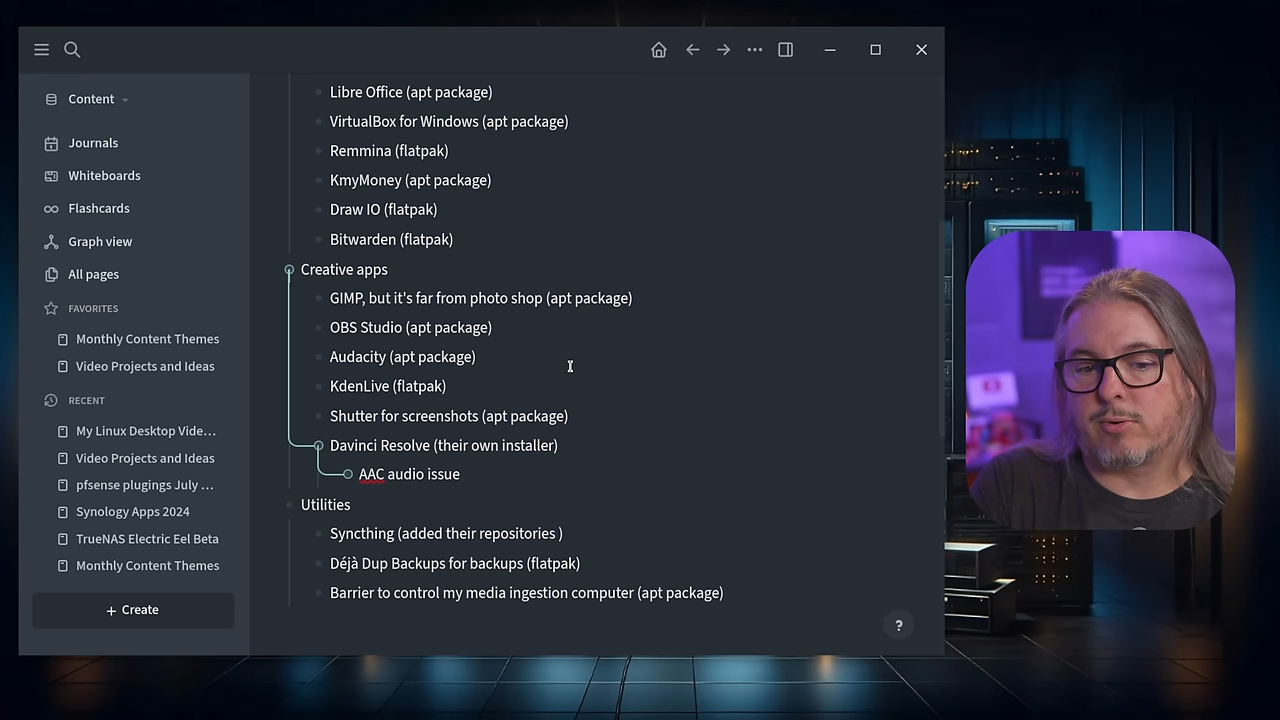 Content
Journals
Whiteboards
Flashcards
Graph view
All pages
FAVORITES
Monthly Content Themes
Video Projects and Ideas
RECENT
My Linux Desktop Vide...
Video Projects and Ideas
pfsense plugings July ...
Synology Apps 2024
TrueNAS Electric Eel Beta
Monthly Content Themes
+ Create
Libre Office (apt package)
VirtualBox for Windows (apt package)
Remmina (flatpak)
KmyMoney (apt package)
Draw IO (flatpak)
Bitwarden (flatpak)
Creative apps
GIMP, but it's far from photo shop (apt package)
OBS Studio (apt package)
Audacity (apt package)
KdenLive (flatpak)
Shutter for screenshots (apt package)
Davinci Resolve (their own installer)
AAC audio issue
Utilities
Syncthing (added their repositories )
Déjà Dup Backups for backups (flatpak)
Barrier to control my media ingestion computer (apt package)
?